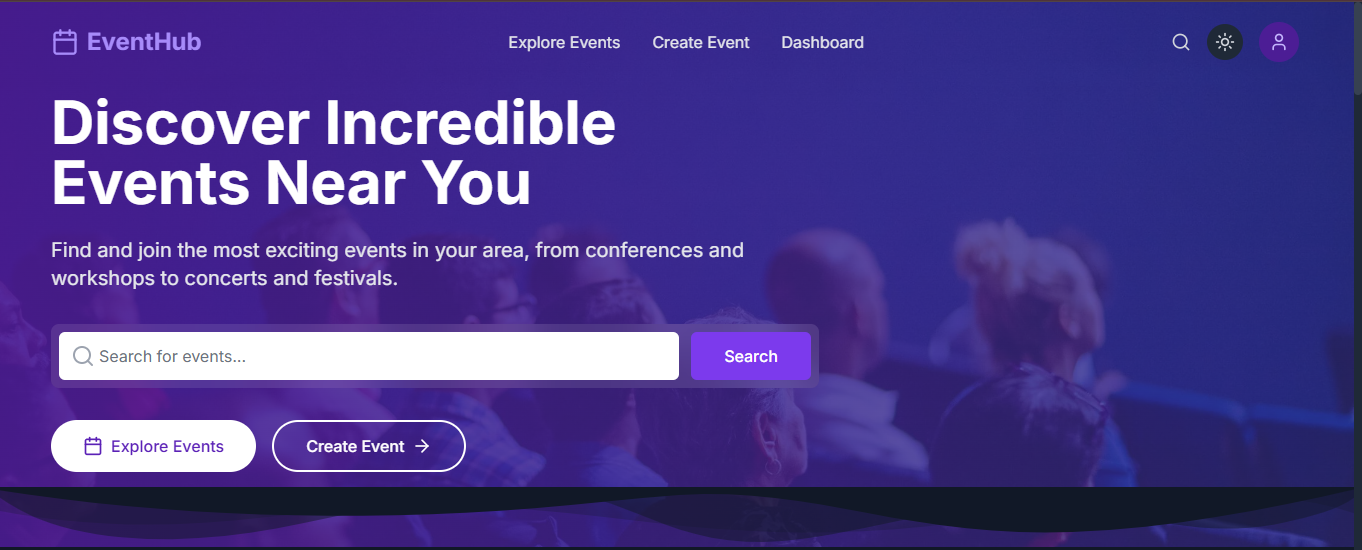 EventHub
Explore Events
Create Event
Dashboard
Discover Incredible
Events Near You
Find and join the most exciting events in your area, from conferences and
workshops to concerts and festivals.
Search for events...
Search
Explore Events
Create Event